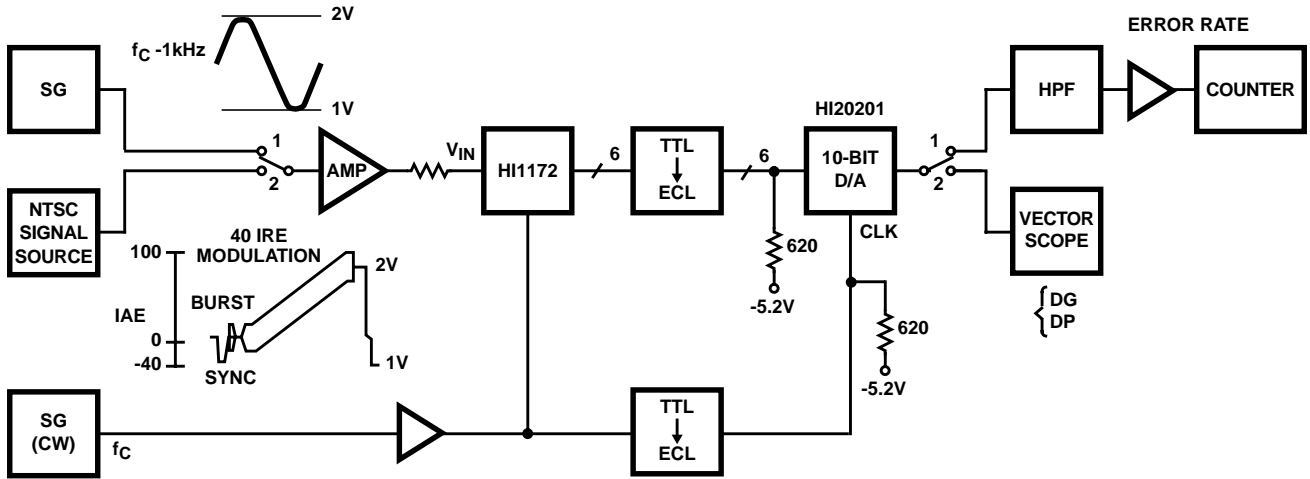 2V
fC -1kHz
1V
SG
1
2
AMP
VIN
HI1172
6
TTL
ECL
6
HI20201
10-BIT
D/A
CLK
620
-5.2V
620
-5.2V
1
2
ERROR RATE
HPF
COUNTER
VECTOR
SCOPE
DG
DP
NTSC
SIGNAL
SOURCE
40 IRE
MODULATION
100
2V
BURST
IAE
0
-40
1V
SYNC
SG
(CW)
fC
TTL
ECL